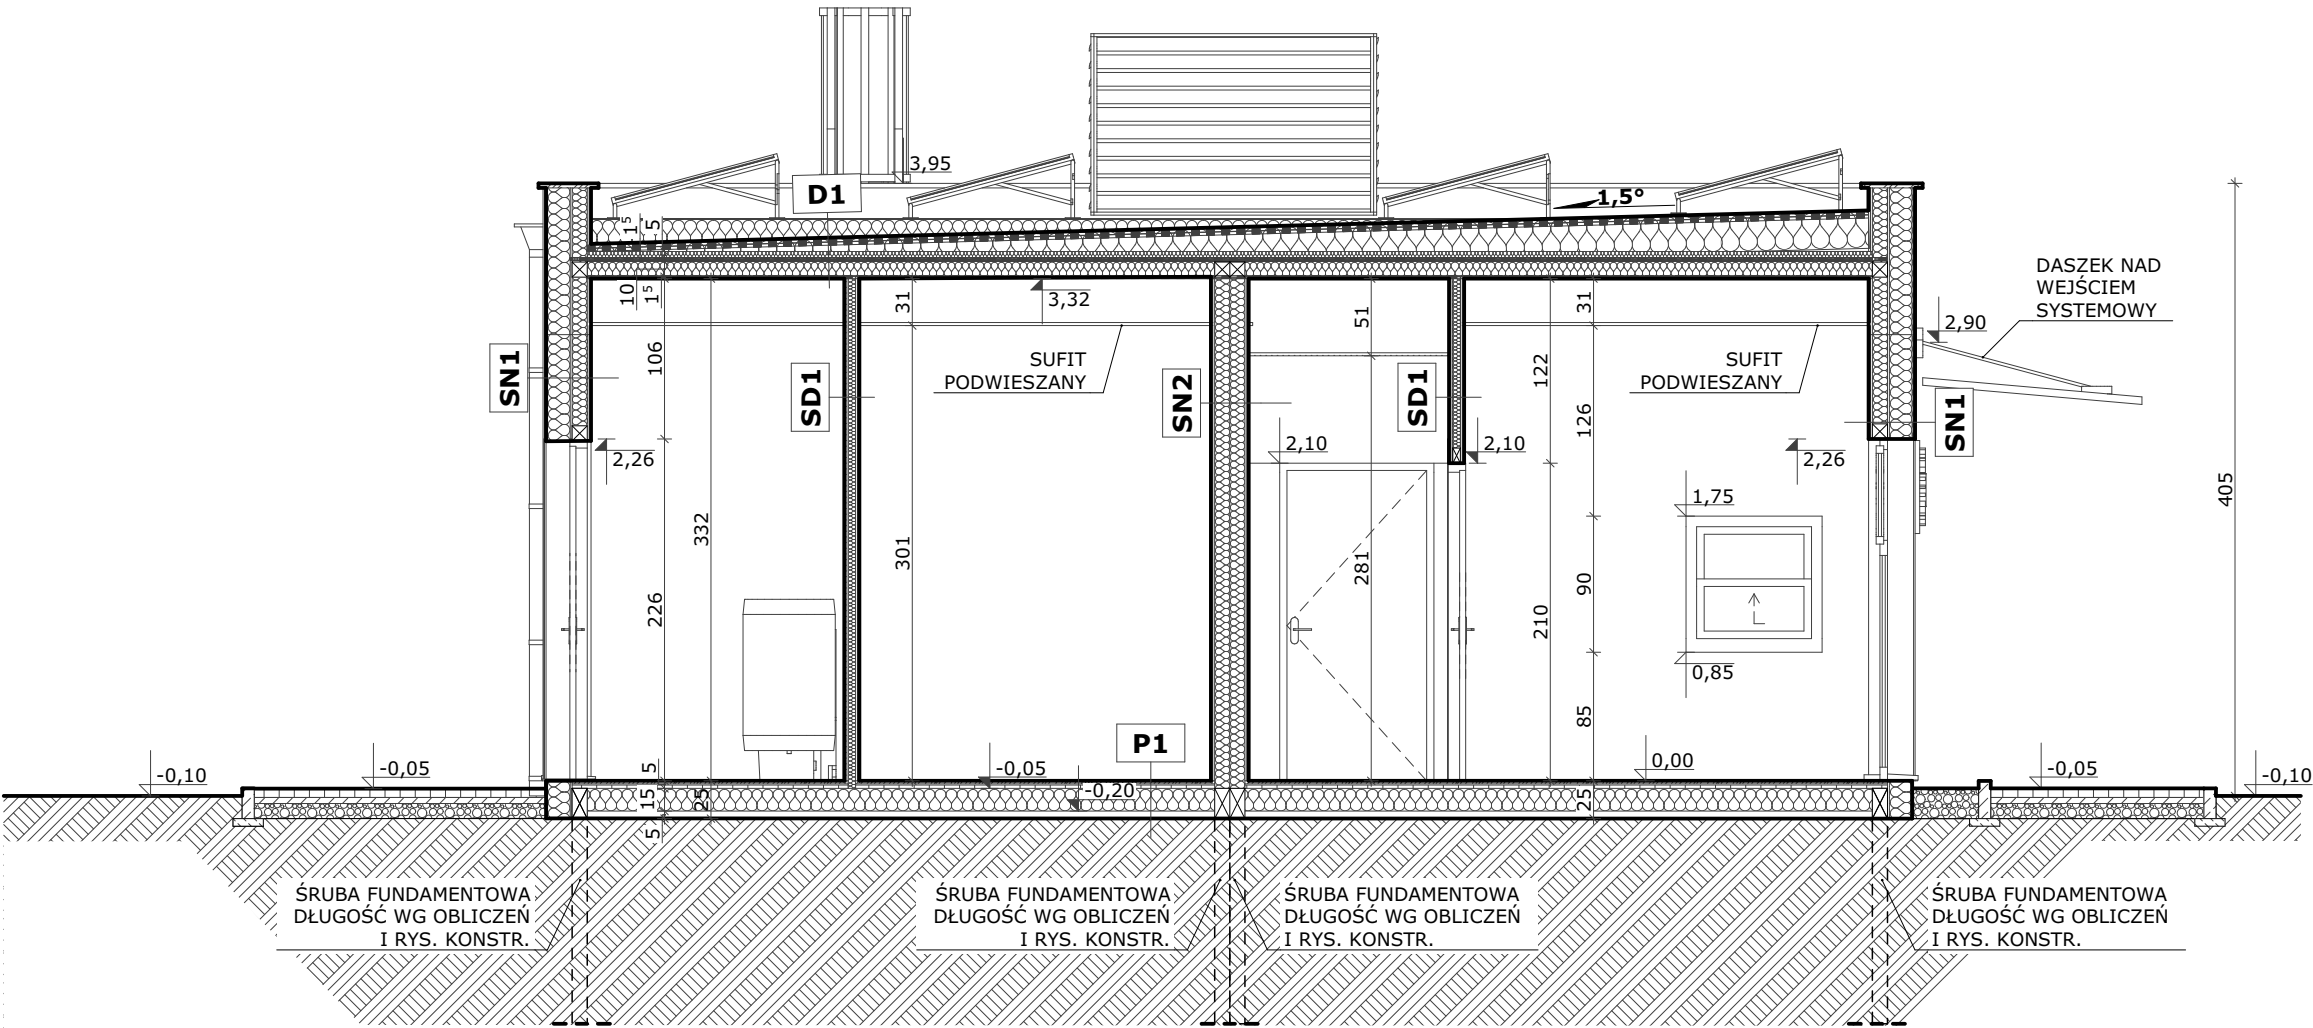 3,95
D1
1,5°
1⁵
5
10
1⁵
31
3,32
51
31
DASZEK NAD
WEJŚCIEM
SYSTEMOWY
2,90
SN1
106
SD1
SUFIT
PODWIESZANY
SN2
122
SD1
126
SUFIT
PODWIESZANY
SN1
2,26
2,10
2,10
2,26
405
332
301
1,75
226
281
210
90
0,85
85
P1
-0,10
-0,05
5
-0,05
0,00
-0,05
-0,10
15
25
-0,20
25
5
ŚRUBA FUNDAMENTOWA
DŁUGOŚĆ WG OBLICZEŃ
I RYS. KONSTR.
ŚRUBA FUNDAMENTOWA
DŁUGOŚĆ WG OBLICZEŃ
I RYS. KONSTR.
ŚRUBA FUNDAMENTOWA
DŁUGOŚĆ WG OBLICZEŃ
I RYS. KONSTR.
ŚRUBA FUNDAMENTOWA
DŁUGOŚĆ WG OBLICZEŃ
I RYS. KONSTR.